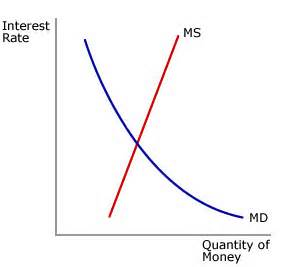 Interest
Rate
MS
MD
Quantity of
Money